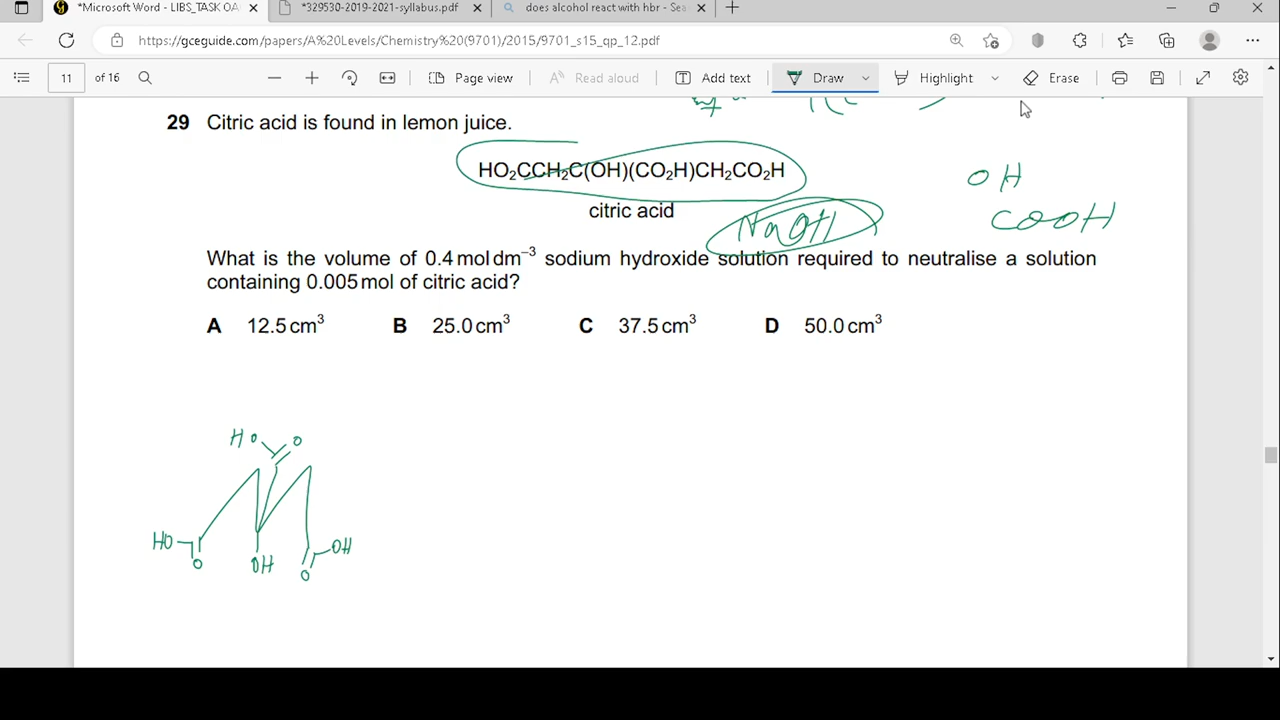 *Microsoft Word - LIBS_TASK OA
*329530-2019-2021-syllabus.pdf
does alcohol react with hbr - Sea
https://gceguide.com/papers/A%20Levels/Chemistry%20(9701)/2015/9701_s15_qp_12.pdf
11 of 16
Page view
Read aloud
Add text
Draw
Highlight
Erase
29 Citric acid is found in lemon juice.
HO₂CCH₂C(OH)(CO₂H)CH₂CO₂H
OH
citric acid
COOH
NaOH
What is the volume of 0.4 mol dm⁻³ sodium hydroxide solution required to neutralise a solution
containing 0.005 mol of citric acid?
A 12.5 cm³ B 25.0 cm³ C 37.5 cm³ D 50.0 cm³
HO O
HO OH
O OH O